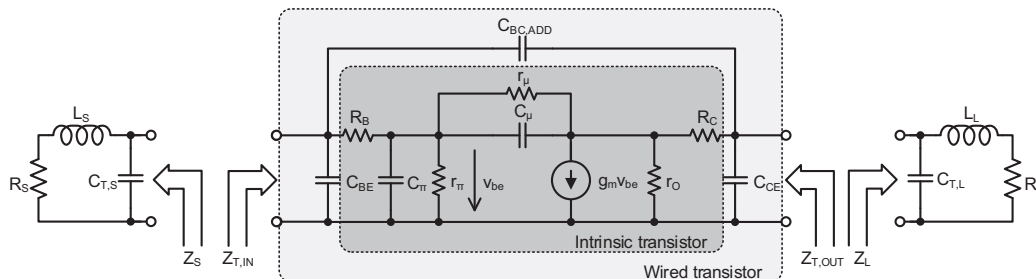 C_BC,ADD
r_μ
L_S
R_B
C_μ
R_C
L_L
R_S
C_T,S
C_BE
C_π
r_π
v_be
g_mv_be
r_O
C_CE
C_T,L
R
Intrinsic transistor
Z_S
Z_T,IN
Wired transistor
Z_T,OUT
Z_L